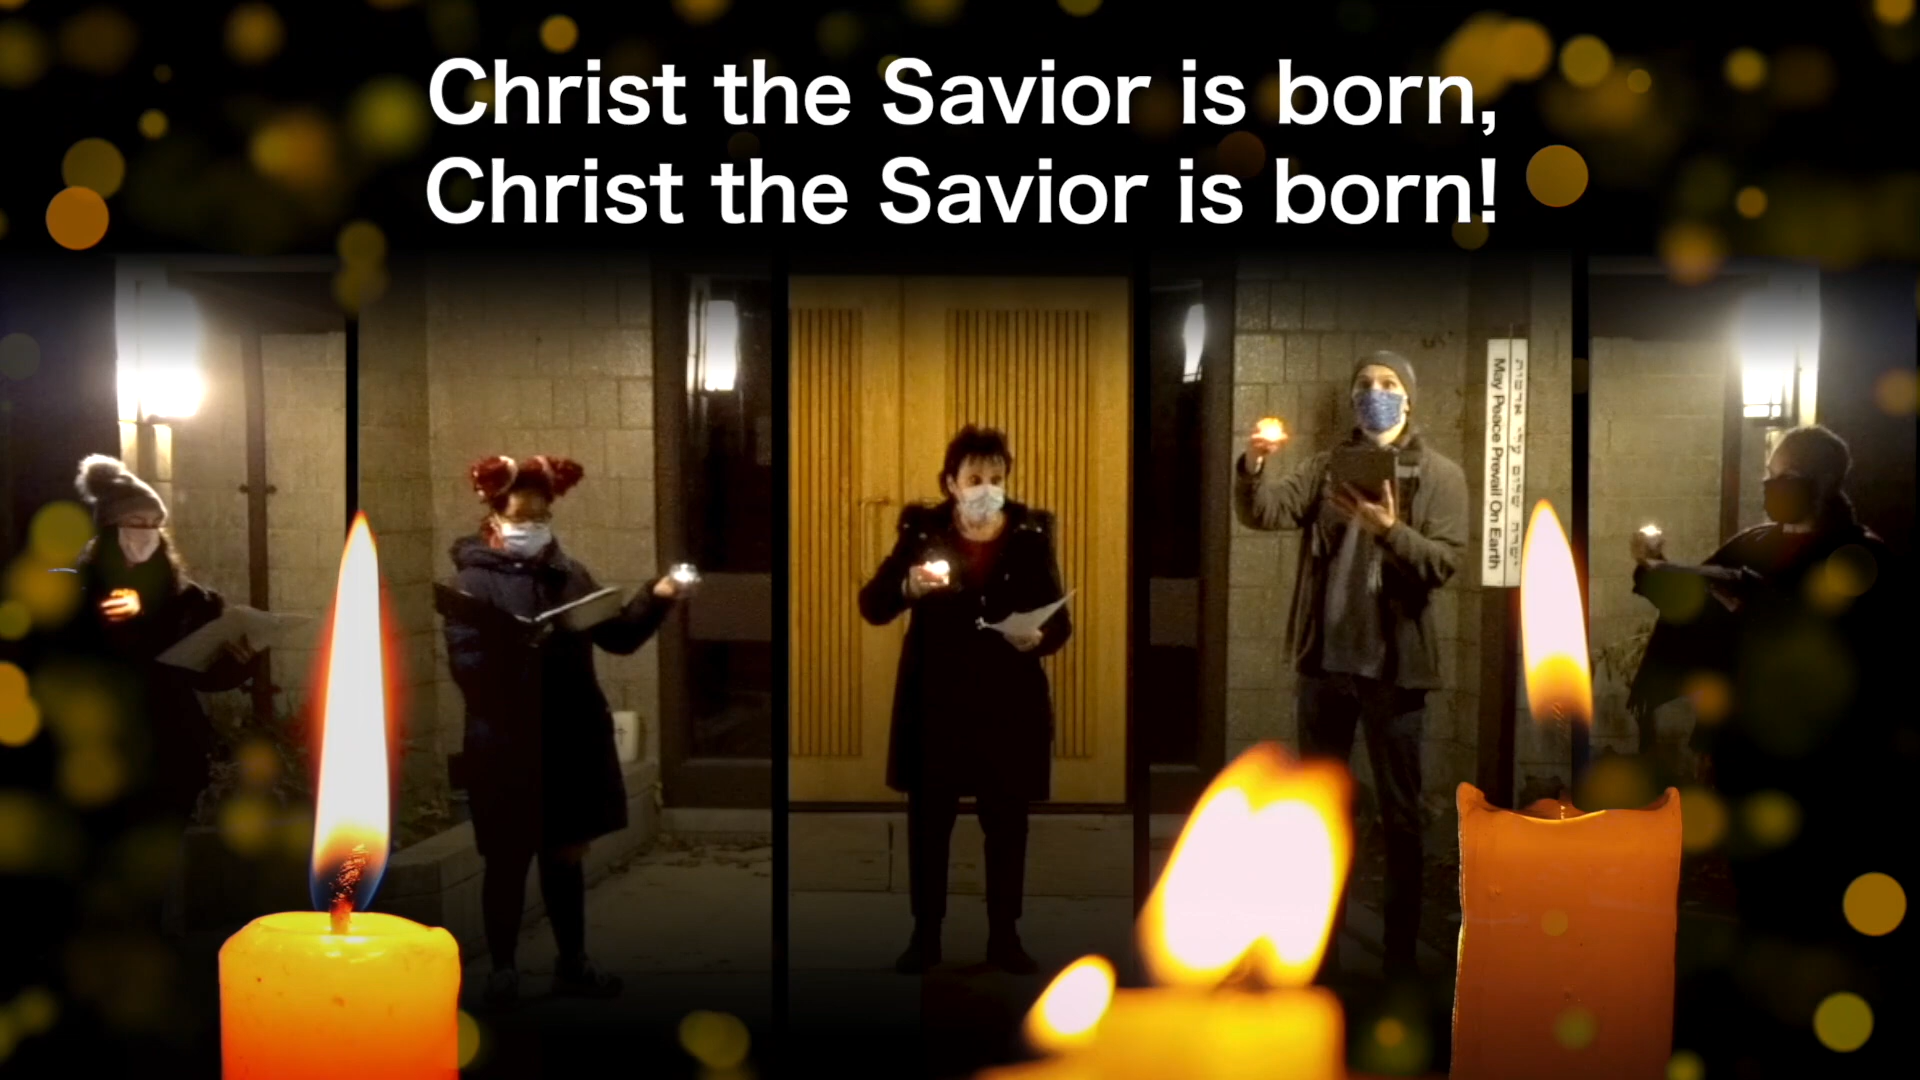 Christ the Savior is born,
Christ the Savior is born!
May Peace Prevail On Earth